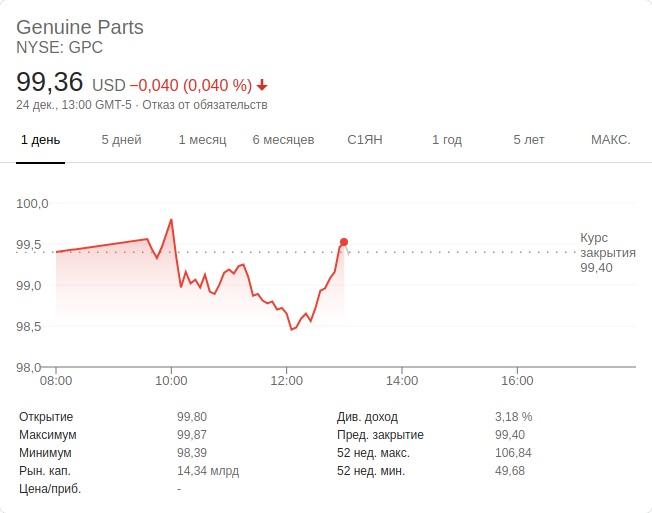 Genuine Parts
NYSE: GPC
99,36 USD −0,040 (0,040 %)
24 дек., 13:00 GMT-5 · Отказ от обязательств
1 день 5 дней 1 месяц 6 месяцев С1ЯН 1 год 5 лет МАКС.
100,0
99,5
99,0
98,5
98,0
Курс
закрытия
99,40
08:00 10:00 12:00 14:00 16:00
Открытие 99,80 Див. доход 3,18 %
Максимум 99,87 Пред. закрытие 99,40
Минимум 98,39 52 нед. макс. 106,84
Рын. кап. 14,34 млрд 52 нед. мин. 49,68
Цена/приб. -